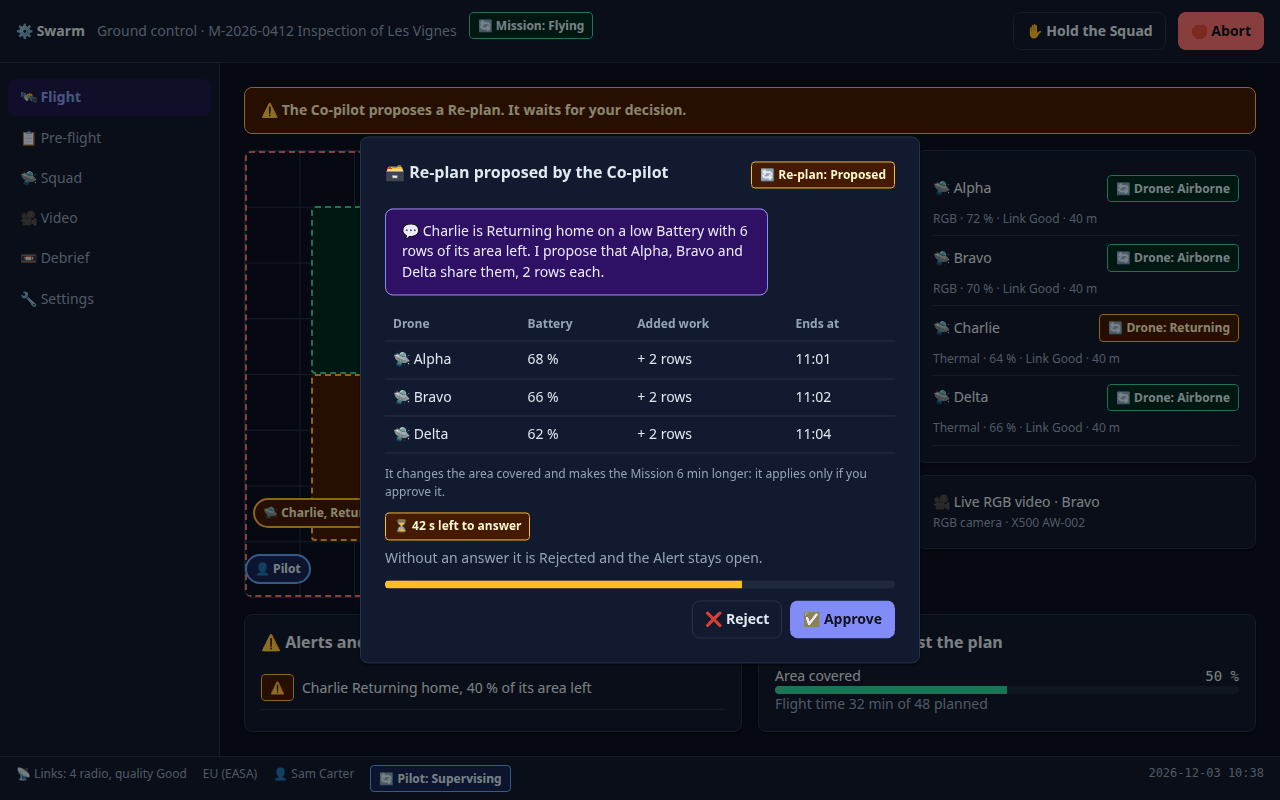 Swarm
Ground control · M-2026-0412 Inspection of Les Vignes
Mission: Flying
Hold the Squad
Abort
Flight
Pre-flight
Squad
Video
Debrief
Settings
The Co-pilot proposes a Re-plan. It waits for your decision.
Re-plan proposed by the Co-pilot
Re-plan: Proposed
Charlie is Returning home on a low Battery with 6
rows of its area left. I propose that Alpha, Bravo and
Delta share them, 2 rows each.
Drone Battery Added work Ends at
Alpha 68 % + 2 rows 11:01
Bravo 66 % + 2 rows 11:02
Delta 62 % + 2 rows 11:04
It changes the area covered and makes the Mission 6 min longer: it applies only if you
approve it.
42 s left to answer
Without an answer it is Rejected and the Alert stays open.
Reject
Approve
Charlie, Retur
Pilot
Alpha
Drone: Airborne
RGB · 72 % · Link Good · 40 m
Bravo
Drone: Airborne
RGB · 70 % · Link Good · 40 m
Charlie
Drone: Returning
Thermal · 64 % · Link Good · 40 m
Delta
Drone: Airborne
Thermal · 66 % · Link Good · 40 m
Live RGB video · Bravo
RGB camera · X500 AW-002
Alerts an
Charlie Returning home, 40 % of its area left
st the plan
Area covered 50 %
Flight time 32 min of 48 planned
Links: 4 radio, quality Good
EU (EASA)
Sam Carter
Pilot: Supervising
2026-12-03 10:38